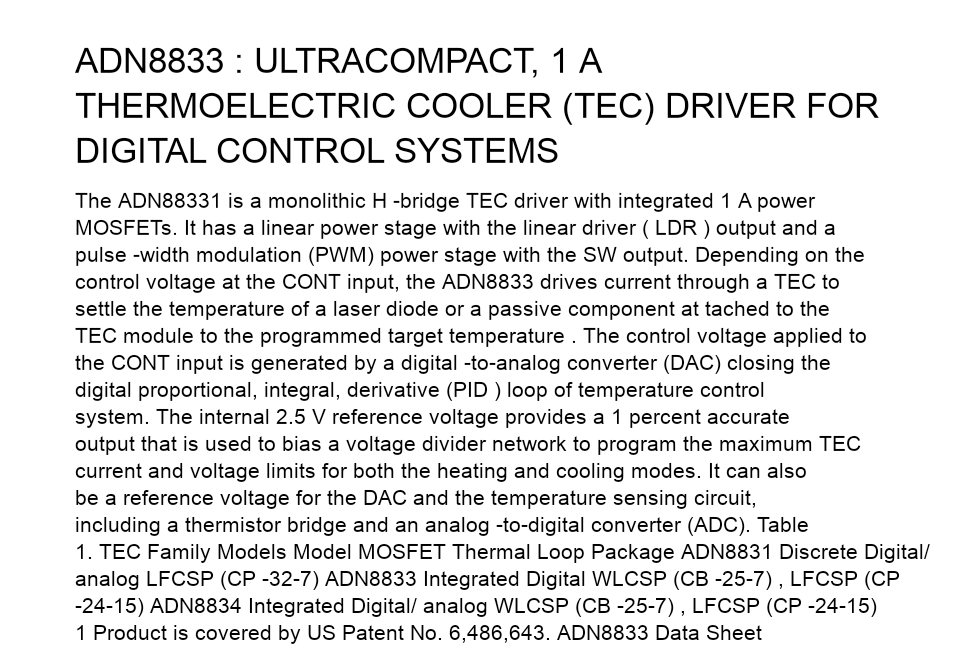 ADN8833 : ULTRACOMPACT, 1 A
THERMOELECTRIC COOLER (TEC) DRIVER FOR
DIGITAL CONTROL SYSTEMS
The ADN88331 is a monolithic H -bridge TEC driver with integrated 1 A power
MOSFETs. It has a linear power stage with the linear driver ( LDR ) output and a
pulse -width modulation (PWM) power stage with the SW output. Depending on the
control voltage at the CONT input, the ADN8833 drives current through a TEC to
settle the temperature of a laser diode or a passive component at tached to the
TEC module to the programmed target temperature . The control voltage applied to
the CONT input is generated by a digital -to-analog converter (DAC) closing the
digital proportional, integral, derivative (PID ) loop of temperature control
system. The internal 2.5 V reference voltage provides a 1 percent accurate
output that is used to bias a voltage divider network to program the maximum TEC
current and voltage limits for both the heating and cooling modes. It can also
be a reference voltage for the DAC and the temperature sensing circuit,
including a thermistor bridge and an analog -to-digital converter (ADC). Table
1. TEC Family Models Model MOSFET Thermal Loop Package ADN8831 Discrete Digital/
analog LFCSP (CP -32-7) ADN8833 Integrated Digital WLCSP (CB -25-7) , LFCSP (CP
-24-15) ADN8834 Integrated Digital/ analog WLCSP (CB -25-7) , LFCSP (CP -24-15)
1 Product is covered by US Patent No. 6,486,643. ADN8833 Data Sheet